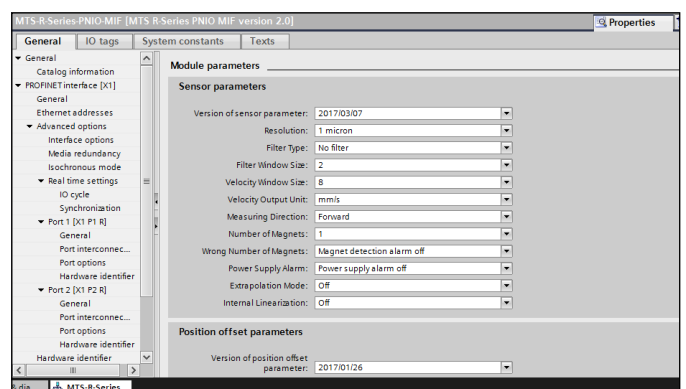 MTS-R-Series-PNIO-MIF [MTS R-Series PNIO MIF version 2.0]
Properties
General
IO tags
System constants
Texts
General
Catalog information
PROFINET interface [X1]
General
Ethernet addresses
Advanced options
Interface options
Media redundancy
Isochronous mode
Real time settings
IO cycle
Synchronization
Port 1 [X1 P1 R]
General
Port interconnec...
Port options
Hardware identifier
Port 2 [X1 P2 R]
General
Port interconnec...
Port options
Hardware identifier
Hardware identifier
Module parameters
Sensor parameters
Version of sensor parameter: 2017/03/07
Resolution: 1 micron
Filter Type: No filter
Filter Window Size: 2
Velocity Window Size: 8
Velocity Output Unit: mm/s
Measuring Direction: Forward
Number of Magnets: 1
Wrong Number of Magnets: Magnet detection alarm off
Power Supply Alarm: Power supply alarm off
Extrapolation Mode: Off
Internal Linearization: Off
Position offset parameters
Version of position offset
parameter: 2017/01/26
MTS-R-Series